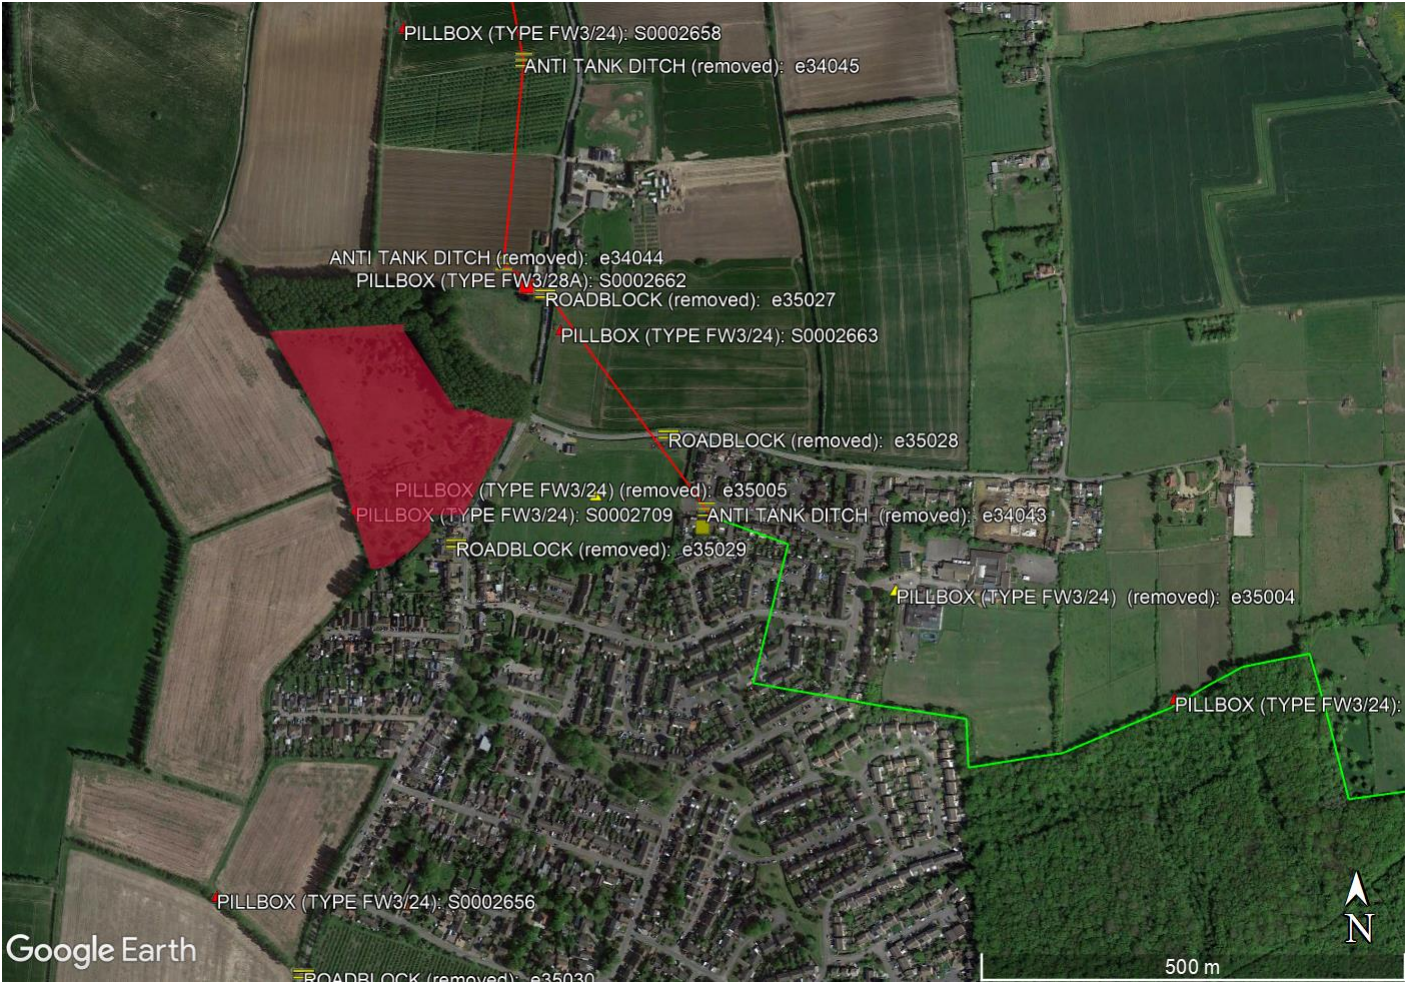 PILLBOX (TYPE FW3/24): S0002658
ANTI TANK DITCH (removed): e34045
ANTI TANK DITCH (removed): e34044
PILLBOX (TYPE FW3/28A): S0002662
ROADBLOCK (removed): e35027
PILLBOX (TYPE FW3/24): S0002663
ROADBLOCK (removed): e35028
PILLBOX (TYPE FW3/24) (removed): e35005
PILLBOX (TYPE FW3/24): S0002709
ANTI TANK DITCH (removed): e34043
ROADBLOCK (removed): e35029
PILLBOX (TYPE FW3/24) (removed): e35004
PILLBOX (TYPE FW3/24):
PILLBOX (TYPE FW3/24): S0002656
N
Google Earth
500 m
ROADBLOCK (removed): e35030